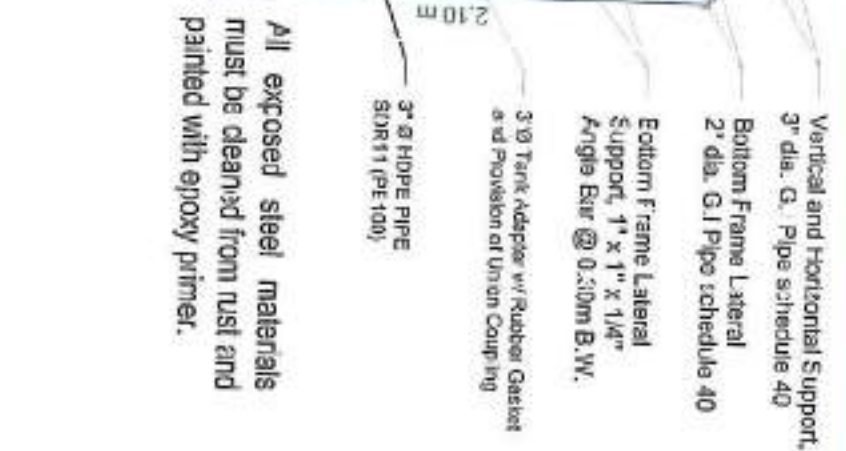 Vertical and Horizontal Support,
3" dia. G. Pipe schedule 40
Bottom Frame Lateral
2" dia. G.I Pipe schedule 40
Bottom Frame Lateral
Support, 1" x 1" x 1/4"
Angle Bar @ 0.30m B.W.
3"Ø Tank Adapter w/ Rubber Gasket
and Provision of Union Coupling
3" Ø HDPE PIPE
SDR11 (PE 100)
2.10 m
All exposed steel materials
must be cleaned from rust and
painted with epoxy primer.